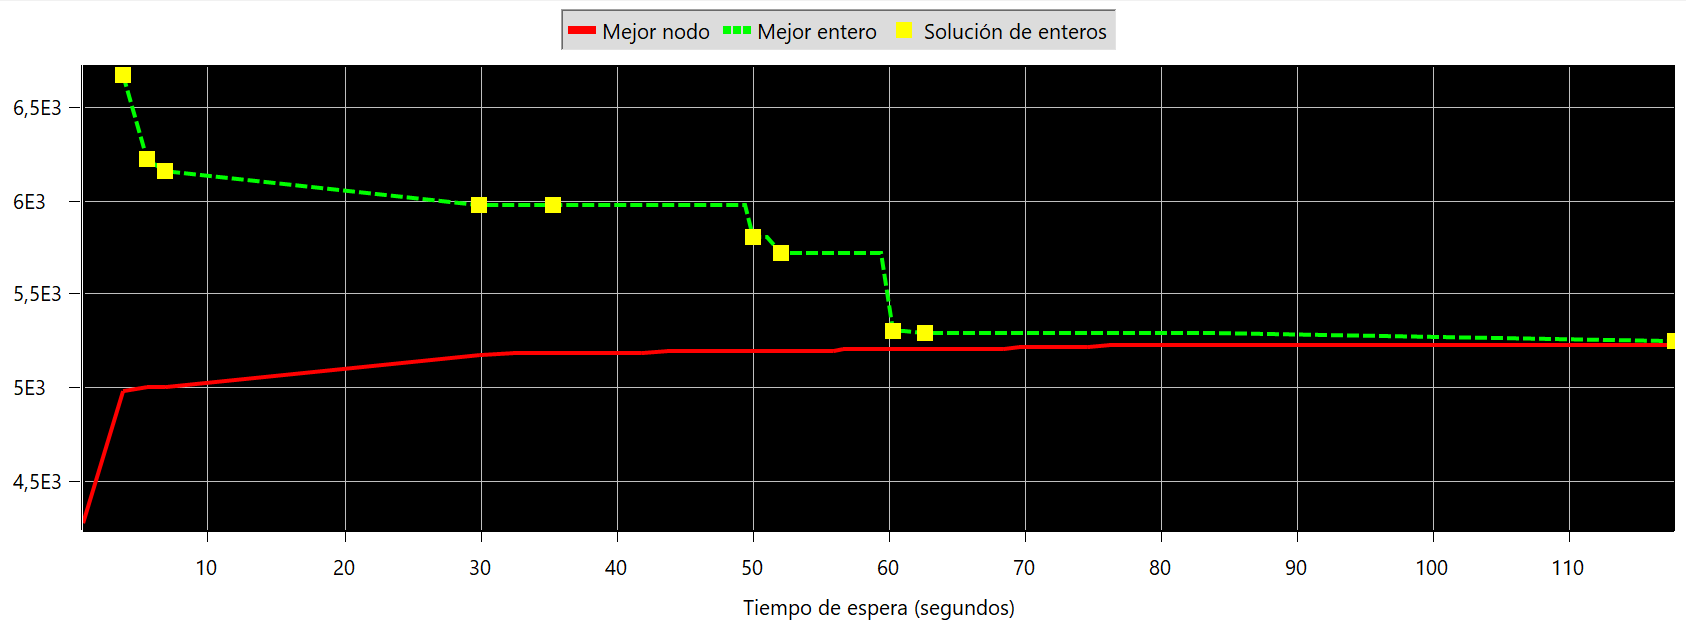 Mejor nodo Mejor entero Solución de enteros
6,5E3
6E3
5,5E3
5E3
4,5E3
10 20 30 40 50 60 70 80 90 100 110
Tiempo de espera (segundos)